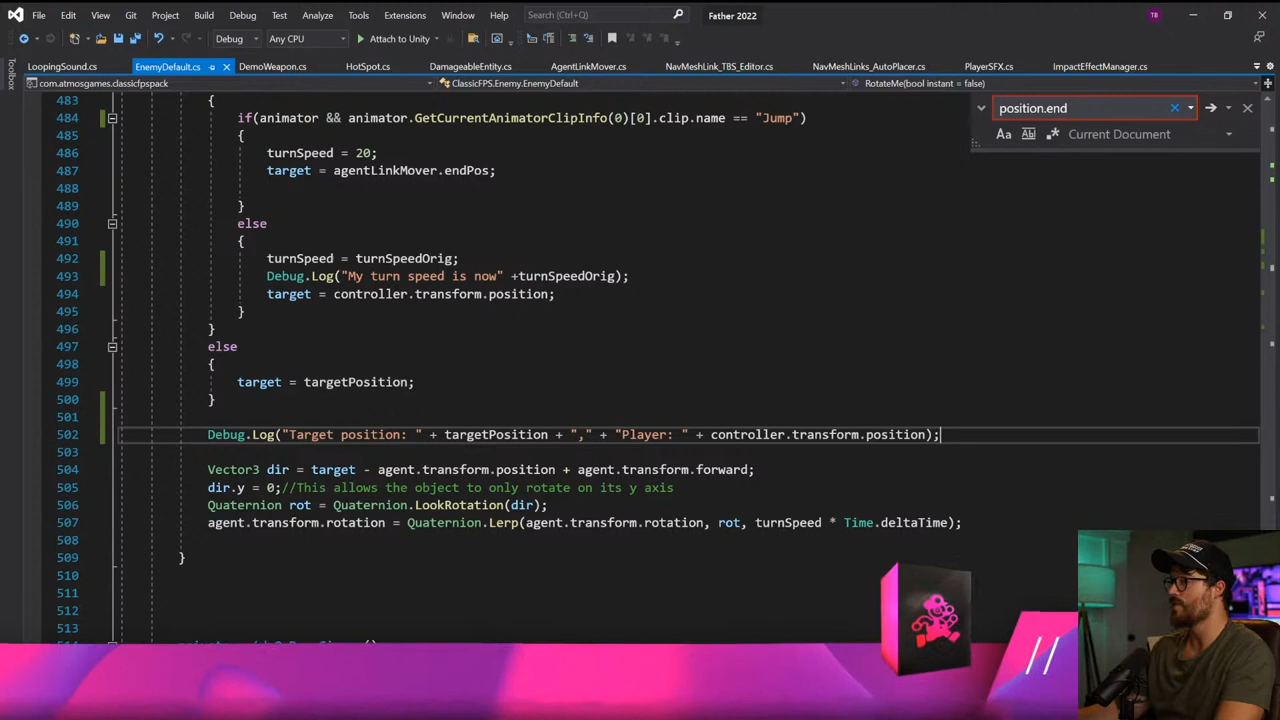 File Edit View Git Project Build Debug Test Analyze Tools Extensions Window Help Search (Ctrl+Q) Father 2022 TB
Debug Any CPU Attach to Unity
LoopingSound.cs EnemyDefault.cs DemoWeapon.cs HotSpot.cs DamageableEntity.cs AgentLinkMover.cs NavMeshLink_TBS_Editor.cs NavMeshLinks_AutoPlacer.cs PlayerSFX.cs ImpactEffectManager.cs
Toolbox
com.atmosgames.classicfpspack ClassicFPS.Enemy.EnemyDefault RotateMe(bool instant = false)
position.end
Aa Ab Current Document
483 {
484 if(animator && animator.GetCurrentAnimatorClipInfo(0)[0].clip.name == "Jump")
485 {
486 turnSpeed = 20;
487 target = agentLinkMover.endPos;
488
489 }
490 else
491 {
492 turnSpeed = turnSpeedOrig;
493 Debug.Log("My turn speed is now" +turnSpeedOrig);
494 target = controller.transform.position;
495 }
496 }
497 else
498 {
499 target = targetPosition;
500 }
501
502 Debug.Log("Target position: " + targetPosition + "," + "Player: " + controller.transform.position);
503
504 Vector3 dir = target - agent.transform.position + agent.transform.forward;
505 dir.y = 0;//This allows the object to only rotate on its y axis
506 Quaternion rot = Quaternion.LookRotation(dir);
507 agent.transform.rotation = Quaternion.Lerp(agent.transform.rotation, rot, turnSpeed * Time.deltaTime);
508
509 }
510
511
512
513
//